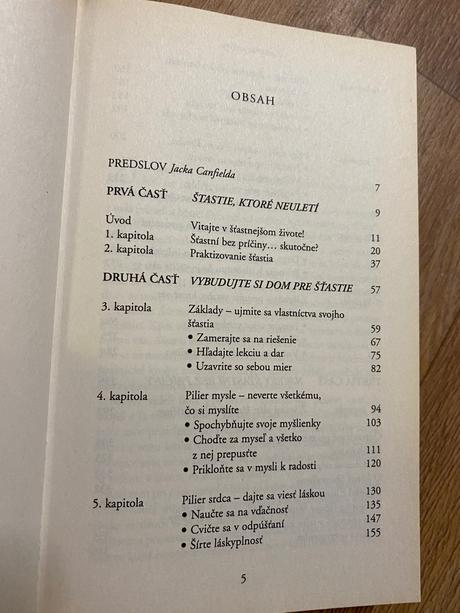 OBSAH
PREDSLOV Jacka Canfielda 7
PRVÁ ČASŤ ŠTASTIE, KTORÉ NEULETÍ 9
Úvod Vitajte v šťastnejšom živote! 11
1. kapitola Šťastní bez príčiny… skutočne? 20
2. kapitola Praktizovanie šťastia 37
DRUHÁ ČASŤ VYBUDUJTE SI DOM PRE ŠŤASTIE 57
3. kapitola Základy – ujmite sa vlastníctva svojho
šťastia 59
• Zamerajte sa na riešenie 67
• Hľadajte lekciu a dar 75
• Uzavrite so sebou mier 82
4. kapitola Pilier mysle – neverte všetkému,
čo si myslíte 94
• Spochybňujte svoje myšlienky 103
• Choďte za myseľ a všetko
z nej prepusťte 111
• Prikloňte sa v mysli k radosti 120
5. kapitola Pilier srdca – dajte sa viesť láskou 130
• Naučte sa na vďačnosť 135
• Cvičte sa v odpúšťaní 147
• Šírte láskyplnosť 155
5